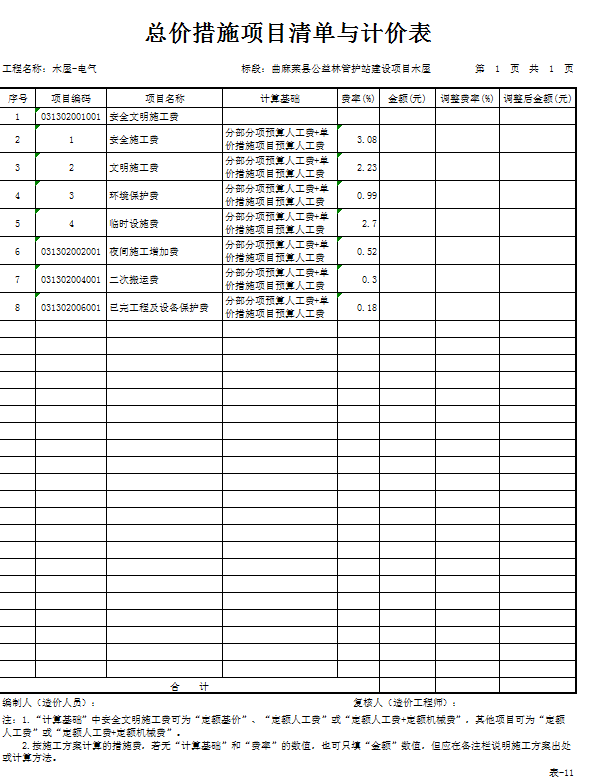 总价措施项目清单与计价表
工程名称：水屋-电气 标段：曲麻莱县公益林管护站建设项目水屋 第 1 页 共 1 页
序号 项目编码 项目名称 计算基础 费率(%) 金额(元) 调整费率(%) 调整后金额(元)
1 031302001001 安全文明施工费
2 1 安全施工费 分部分项预算人工费+单价措施项目预算人工费 3.08
3 2 文明施工费 分部分项预算人工费+单价措施项目预算人工费 2.23
4 3 环境保护费 分部分项预算人工费+单价措施项目预算人工费 0.99
5 4 临时设施费 分部分项预算人工费+单价措施项目预算人工费 2.7
6 031302002001 夜间施工增加费 分部分项预算人工费+单价措施项目预算人工费 0.52
7 031302004001 二次搬运费 分部分项预算人工费+单价措施项目预算人工费 0.3
8 031302006001 已完工程及设备保护费 分部分项预算人工费+单价措施项目预算人工费 0.18
合 计
编制人（造价人员）： 复核人（造价工程师）：
注：1.“计算基础”中安全文明施工费可为“定额基价”、“定额人工费”或“定额人工费+定额机械费”，其他项目可为“定额
人工费”或“定额人工费+定额机械费”。
2.按施工方案计算的措施费，若无“计算基础”和“费率”的数值，也可只填“金额”数值，但应在备注栏说明施工方案出处
或计算方法。
表-11